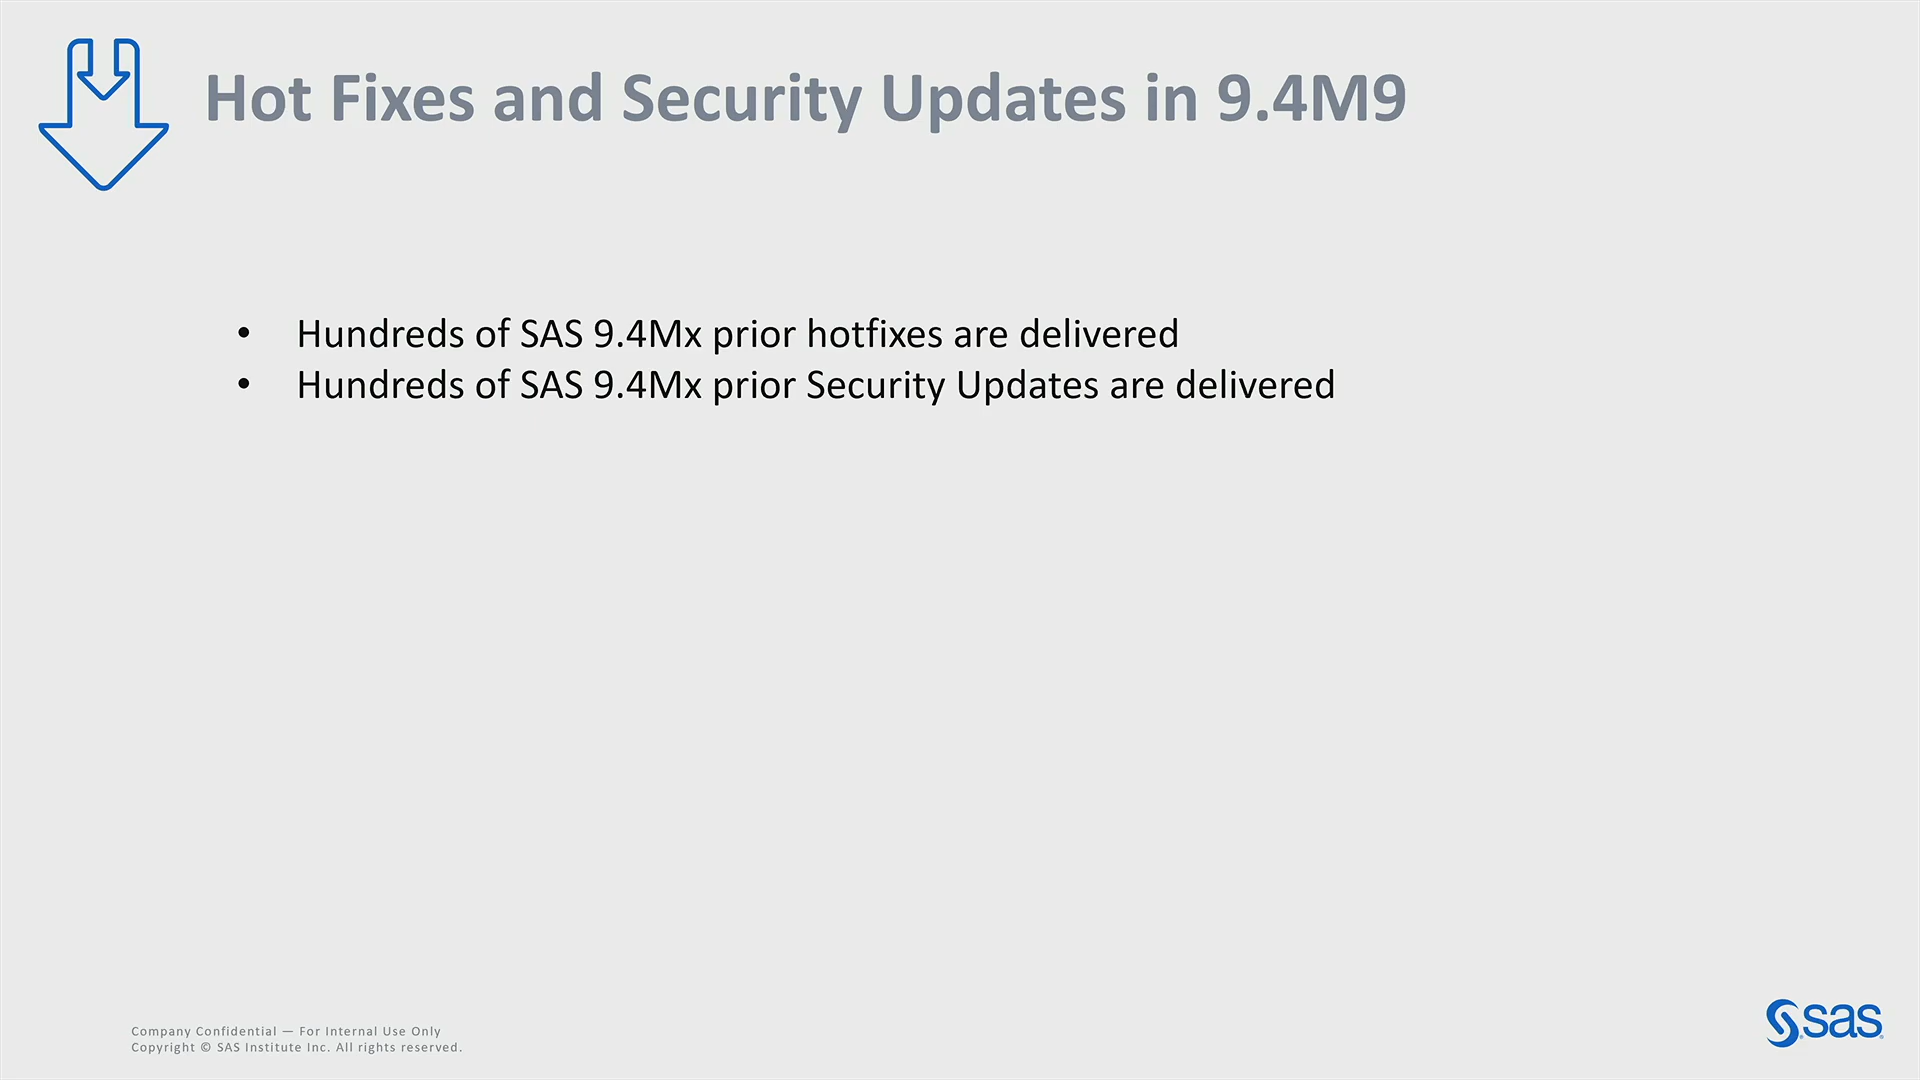 Hot Fixes and Security Updates in 9.4M9
• Hundreds of SAS 9.4Mx prior hotfixes are delivered
• Hundreds of SAS 9.4Mx prior Security Updates are delivered
Company Confidential — For Internal Use Only
Copyright © SAS Institute Inc. All rights reserved.
sas